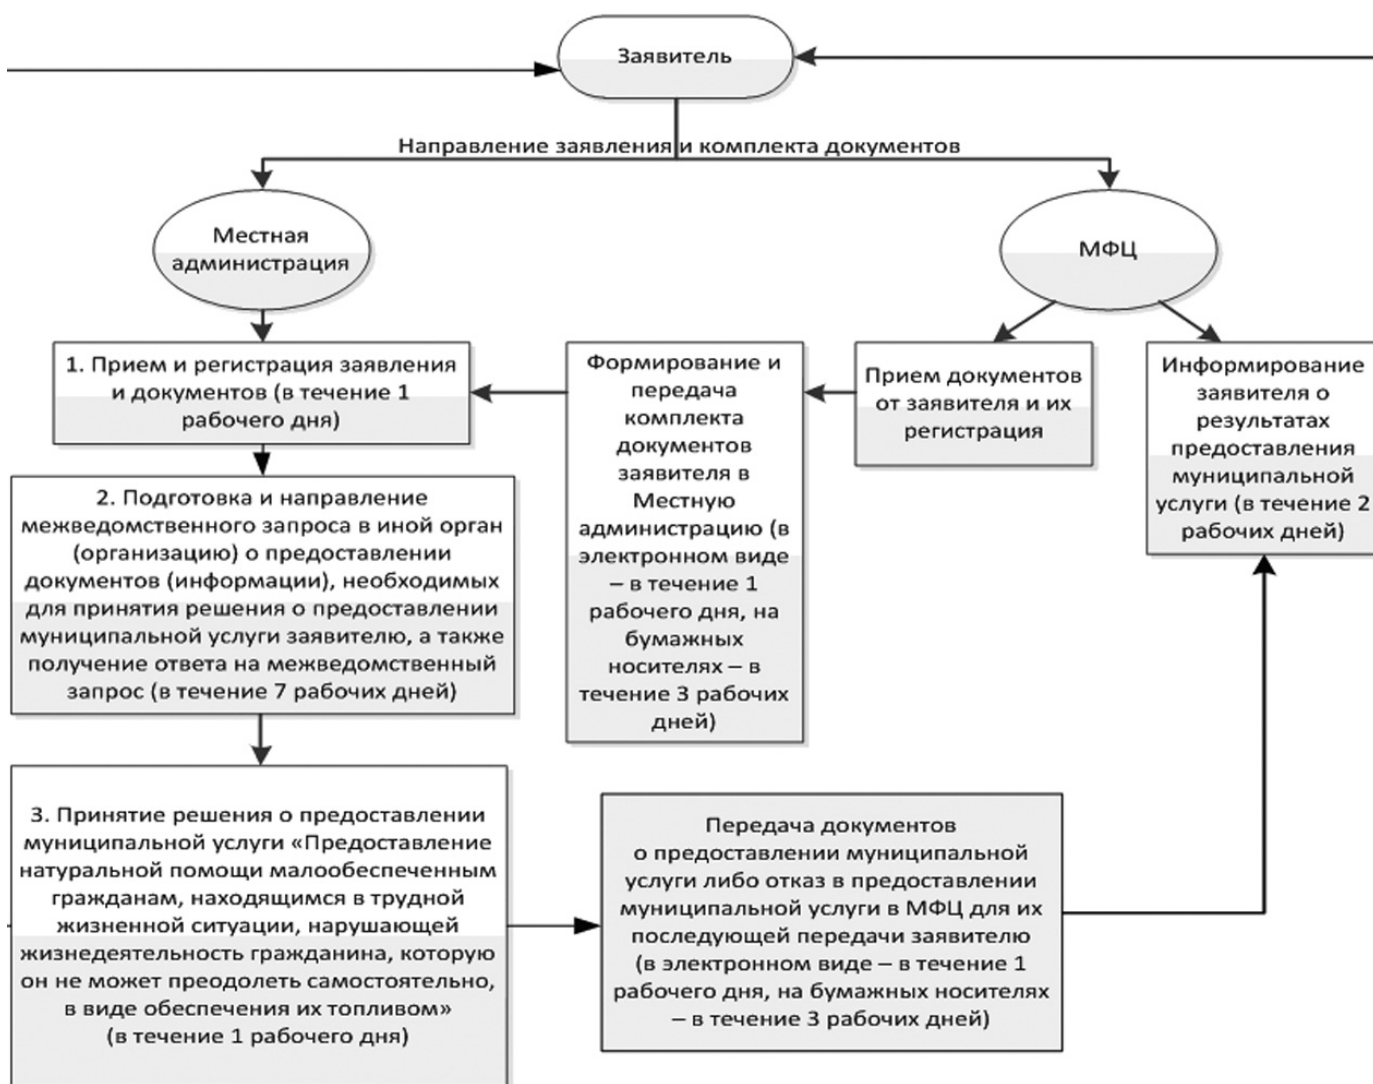 Заявитель
Направление заявления и комплекта документов
Местная
администрация
МФЦ
1. Прием и регистрация заявления
и документов (в течение 1
рабочего дня)
Формирование и
передача
комплекта
документов
заявителя в
Местную
администрацию (в
электронном виде
– в течение 1
рабочего дня, на
бумажных
носителях – в
течение 3 рабочих
дней)
Прием документов
от заявителя и их
регистрация
Информирование
заявителя о
результатах
предоставления
муниципальной
услуги (в течение 2
рабочих дней)
2. Подготовка и направление
межведомственного запроса в иной орган
(организацию) о предоставлении
документов (информации), необходимых
для принятия решения о предоставлении
муниципальной услуги заявителю, а также
получение ответа на межведомственный
запрос (в течение 7 рабочих дней)
3. Принятие решения о предоставлении
муниципальной услуги «Предоставление
натуральной помощи малообеспеченным
гражданам, находящимся в трудной
жизненной ситуации, нарушающей
жизнедеятельность гражданина, которую
он не может преодолеть самостоятельно,
в виде обеспечения их топливом»
(в течение 1 рабочего дня)
Передача документов
о предоставлении муниципальной
услуги либо отказ в предоставлении
муниципальной услуги в МФЦ для их
последующей передачи заявителю
(в электронном виде – в течение 1
рабочего дня, на бумажных носителях
– в течение 3 рабочих дней)